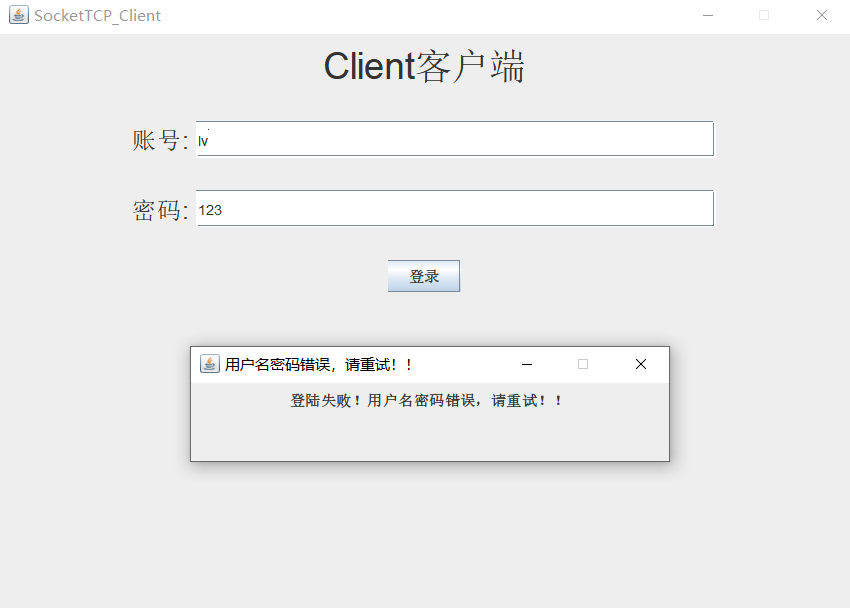 SocketTCP_Client
Client客户端
账号: lv
密码: 123
登录
用户名密码错误，请重试！！
登陆失败！用户名密码错误，请重试！！